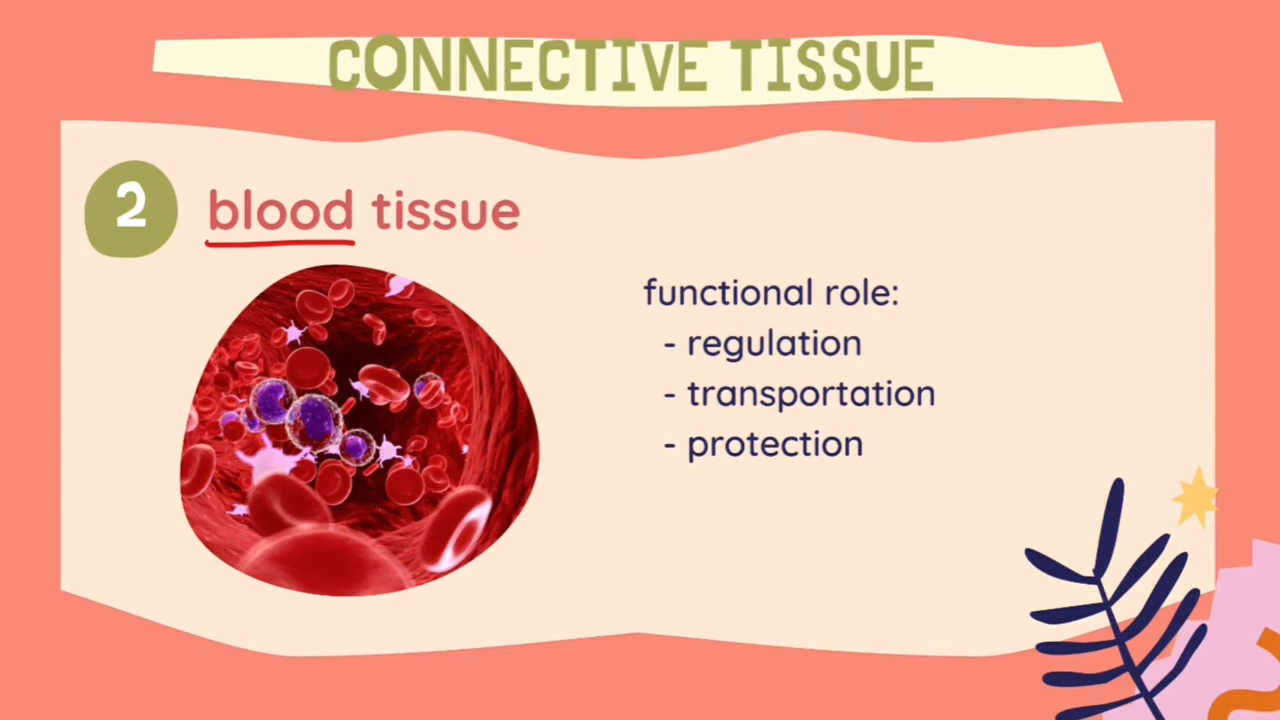 CONNECTIVE TISSUE
2
blood tissue
functional role:
- regulation
- transportation
- protection